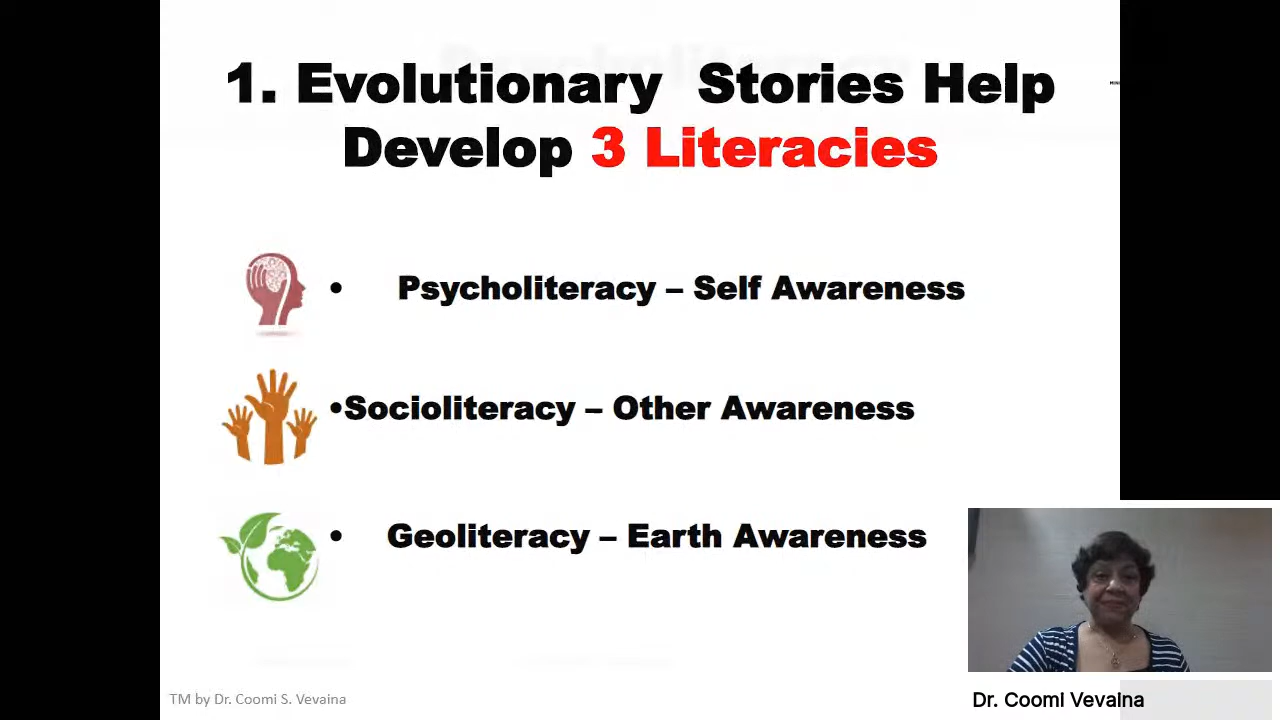 1. Evolutionary Stories Help
Develop 3 Literacies
• Psycholiteracy – Self Awareness
•Socioliteracy – Other Awareness
• Geoliteracy – Earth Awareness
TM by Dr. Coomi S. Vevaina
Dr. Coomi Vevaina